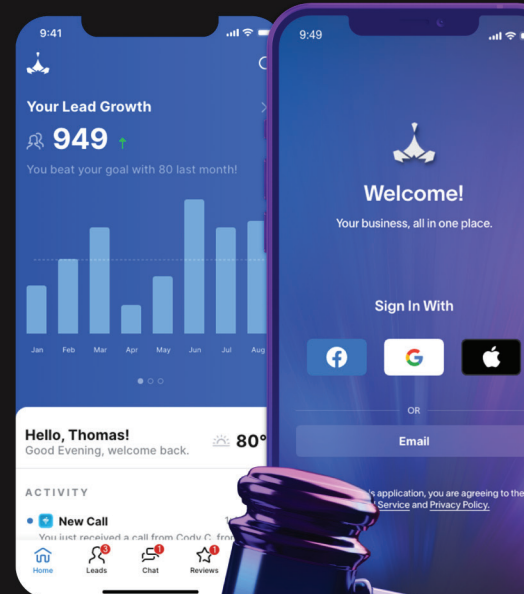 9:41
Your Lead Growth
949
You beat your goal with 80 last month!
Jan Feb Mar Apr May Jun Jul Aug
Hello, Thomas!
Good Evening, welcome back.
80°
ACTIVITY
New Call
You just received a call from Cody C. from
Home Leads 3 Chat 1 Reviews 1
9:49
Welcome!
Your business, all in one place.
Sign In With
OR
Email
application, you are agreeing to the
Service and Privacy Policy.